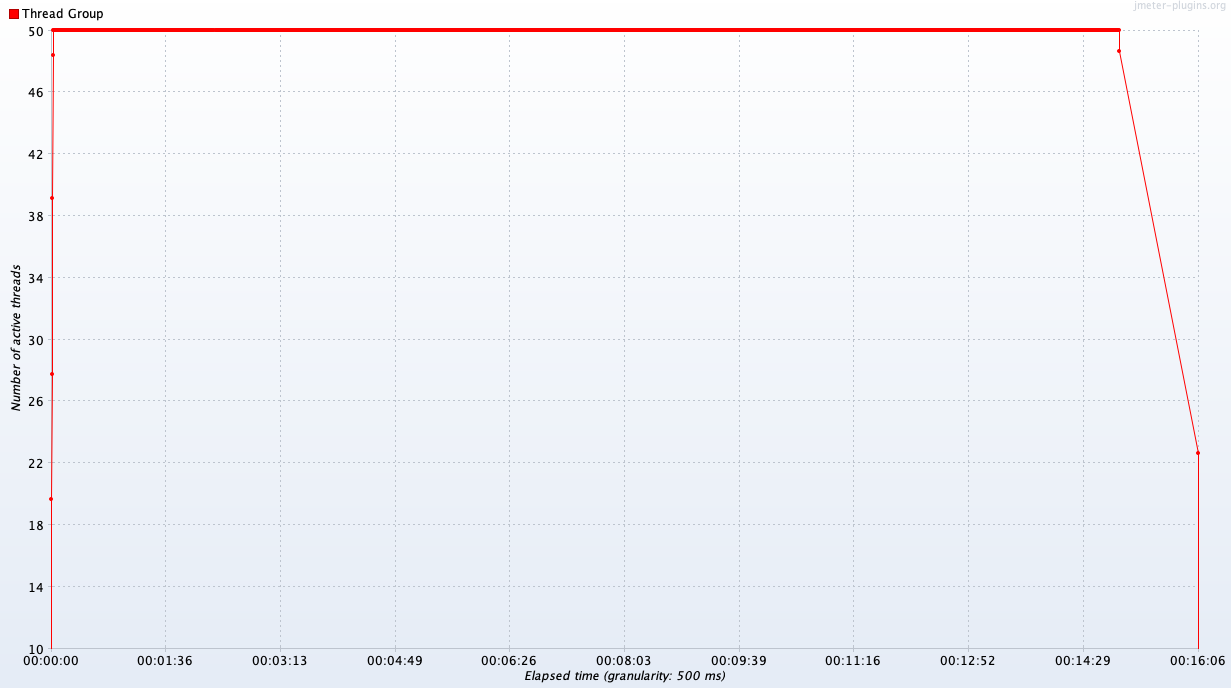 Thread Group
jmeter-plugins.org
50
46
42
38
34
30
26
22
18
14
10
Number of active threads
00:00:00 00:01:36 00:03:13 00:04:49 00:06:26 00:08:03 00:09:39 00:11:16 00:12:52 00:14:29 00:16:06
Elapsed time (granularity: 500 ms)